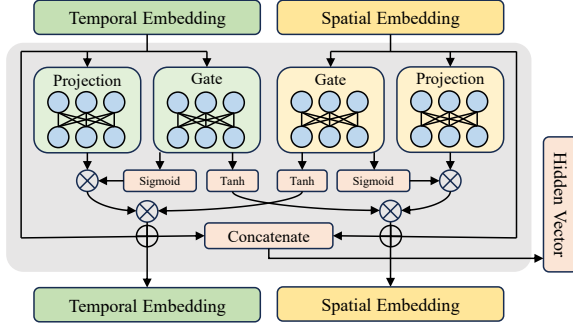 Temporal Embedding
Spatial Embedding
Projection
Gate
Gate
Projection
Sigmoid
Tanh
Tanh
Sigmoid
Concatenate
Hidden Vector
Temporal Embedding
Spatial Embedding